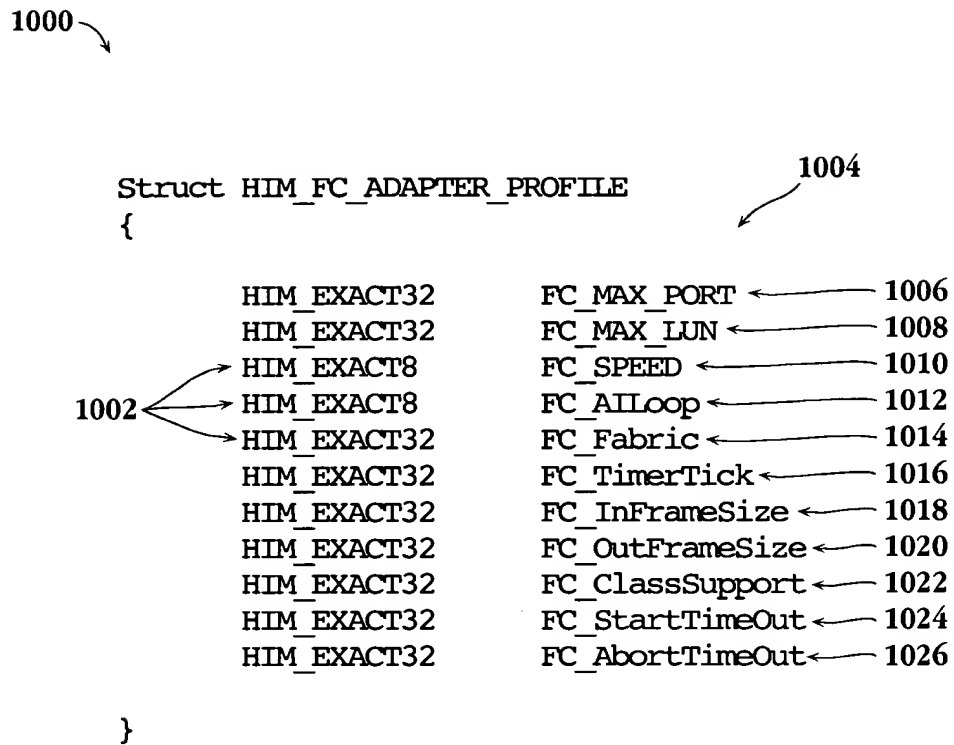 1000
1004
Struct HIM_FC_ADAPTER_PROFILE
{
HIM_EXACT32 FC_MAX_PORT 1006
HIM_EXACT32 FC_MAX_LUN 1008
HIM_EXACT8 FC_SPEED 1010
1002 HIM_EXACT8 FC_AILoop 1012
HIM_EXACT32 FC_Fabric 1014
HIM_EXACT32 FC_TimerTick 1016
HIM_EXACT32 FC_InFrameSize 1018
HIM_EXACT32 FC_OutFrameSize 1020
HIM_EXACT32 FC_ClassSupport 1022
HIM_EXACT32 FC_StartTimeOut 1024
HIM_EXACT32 FC_AbortTimeOut 1026
}